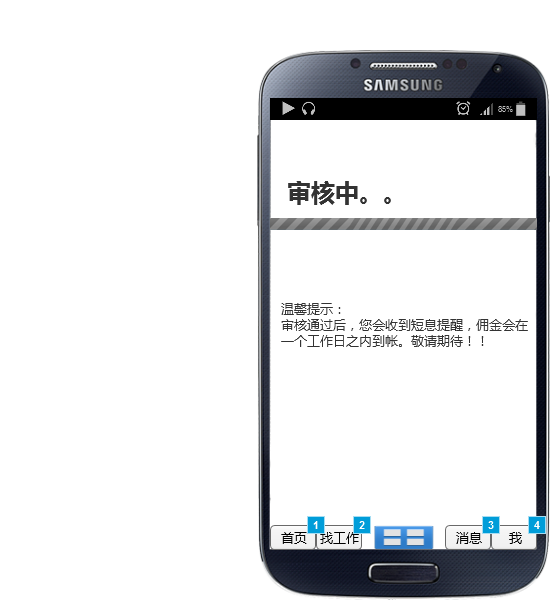 SAMSUNG
85%
审核中。。
温馨提示：
审核通过后，您会收到短息提醒，佣金会在
一个工作日之内到帐。敬请期待！！
1 2 3 4
首页 找工作 消息 我